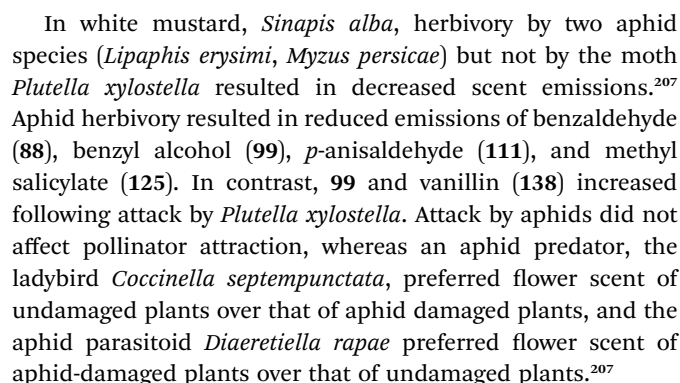 In white mustard, Sinapis alba, herbivory by two aphid
species (Lipaphis erysimi, Myzus persicae) but not by the moth
Plutella xylostella resulted in decreased scent emissions.²⁰⁷
Aphid herbivory resulted in reduced emissions of benzaldehyde
(88), benzyl alcohol (99), p-anisaldehyde (111), and methyl
salicylate (125). In contrast, 99 and vanillin (138) increased
following attack by Plutella xylostella. Attack by aphids did not
affect pollinator attraction, whereas an aphid predator, the
ladybird Coccinella septempunctata, preferred flower scent of
undamaged plants over that of aphid damaged plants, and the
aphid parasitoid Diaeretiella rapae preferred flower scent of
aphid-damaged plants over that of undamaged plants.²⁰⁷